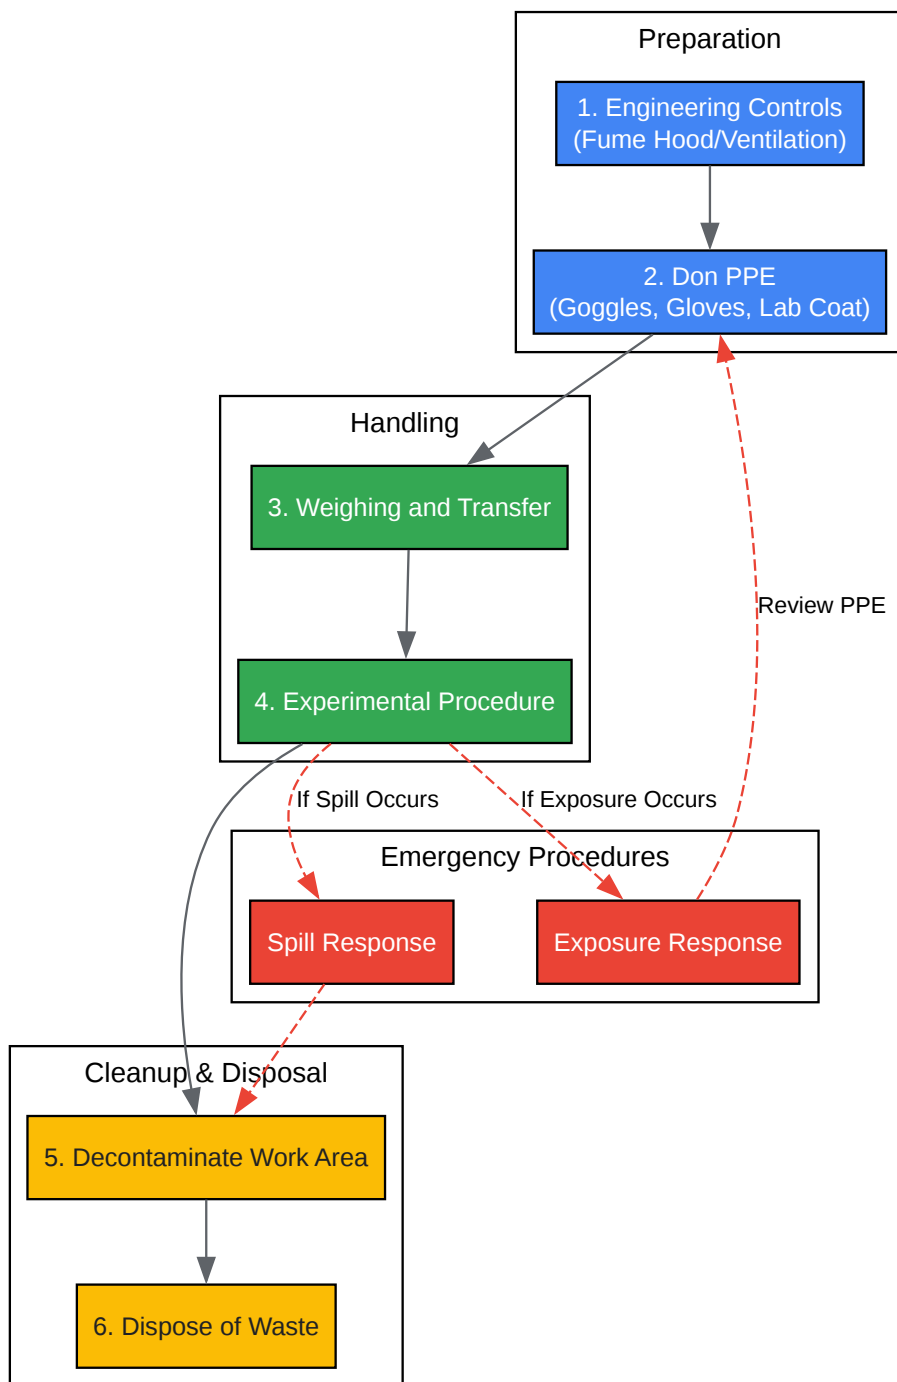 Preparation
1. Engineering Controls
(Fume Hood/Ventilation)
2. Don PPE
(Goggles, Gloves, Lab Coat)
Handling
3. Weighing and Transfer
Review PPE
4. Experimental Procedure
If Spill Occurs
If Exposure Occurs
Emergency Procedures
Spill Response
Exposure Response
Cleanup & Disposal
5. Decontaminate Work Area
6. Dispose of Waste